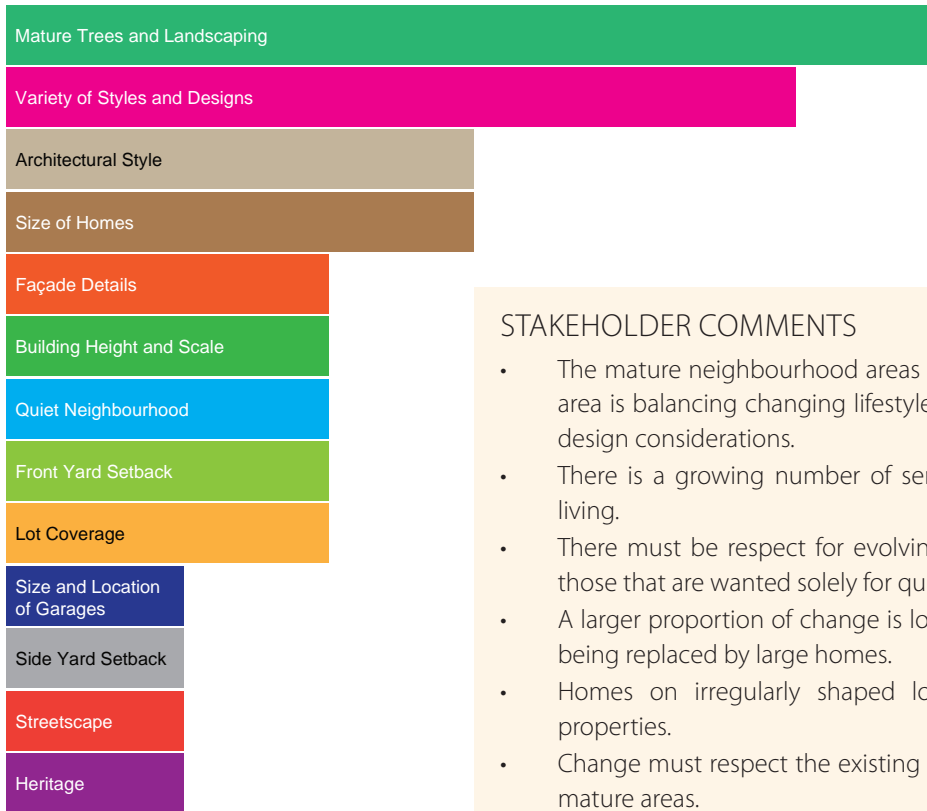 Mature Trees and Landscaping
Variety of Styles and Designs
Architectural Style
Size of Homes
Façade Details
Building Height and Scale
Quiet Neighbourhood
Front Yard Setback
Lot Coverage
Size and Location
of Garages
Side Yard Setback
Streetscape
Heritage
STAKEHOLDER COMMENTS
• The mature neighbourhood areas
area is balancing changing lifestyle
design considerations.
• There is a growing number of
living.
• There must be respect for
those that are wanted solely for
• A larger proportion of change is
being replaced by large homes.
• Homes on irregularly shaped
properties.
• Change must respect the existing
mature areas.